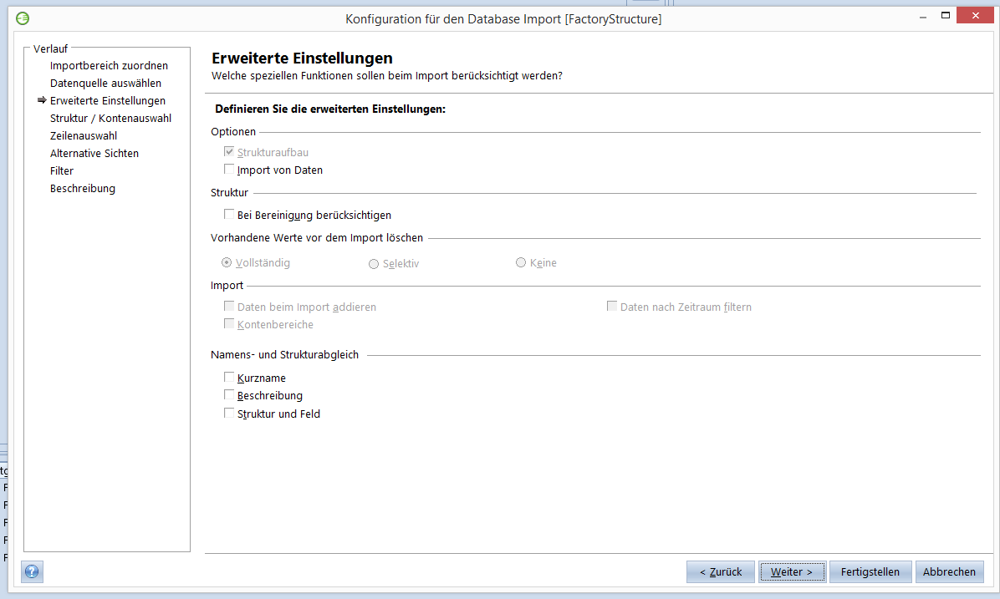 Konfiguration für den Database Import [FactoryStructure]
Verlauf
Importbereich zuordnen
Datenquelle auswählen
Erweiterte Einstellungen
Struktur / Kontenauswahl
Zeilenauswahl
Alternative Sichten
Filter
Beschreibung
Erweiterte Einstellungen
Welche speziellen Funktionen sollen beim Import berücksichtigt werden?
Definieren Sie die erweiterten Einstellungen:
Optionen
Strukturaufbau
Import von Daten
Struktur
Bei Bereinigung berücksichtigen
Vorhandene Werte vor dem Import löschen
Vollständig Selektiv Keine
Import
Daten beim Import addieren Daten nach Zeitraum filtern
Kontenbereiche
Namens- und Strukturabgleich
Kurzname
Beschreibung
Struktur und Feld
? < Zurück Weiter > Fertigstellen Abbrechen